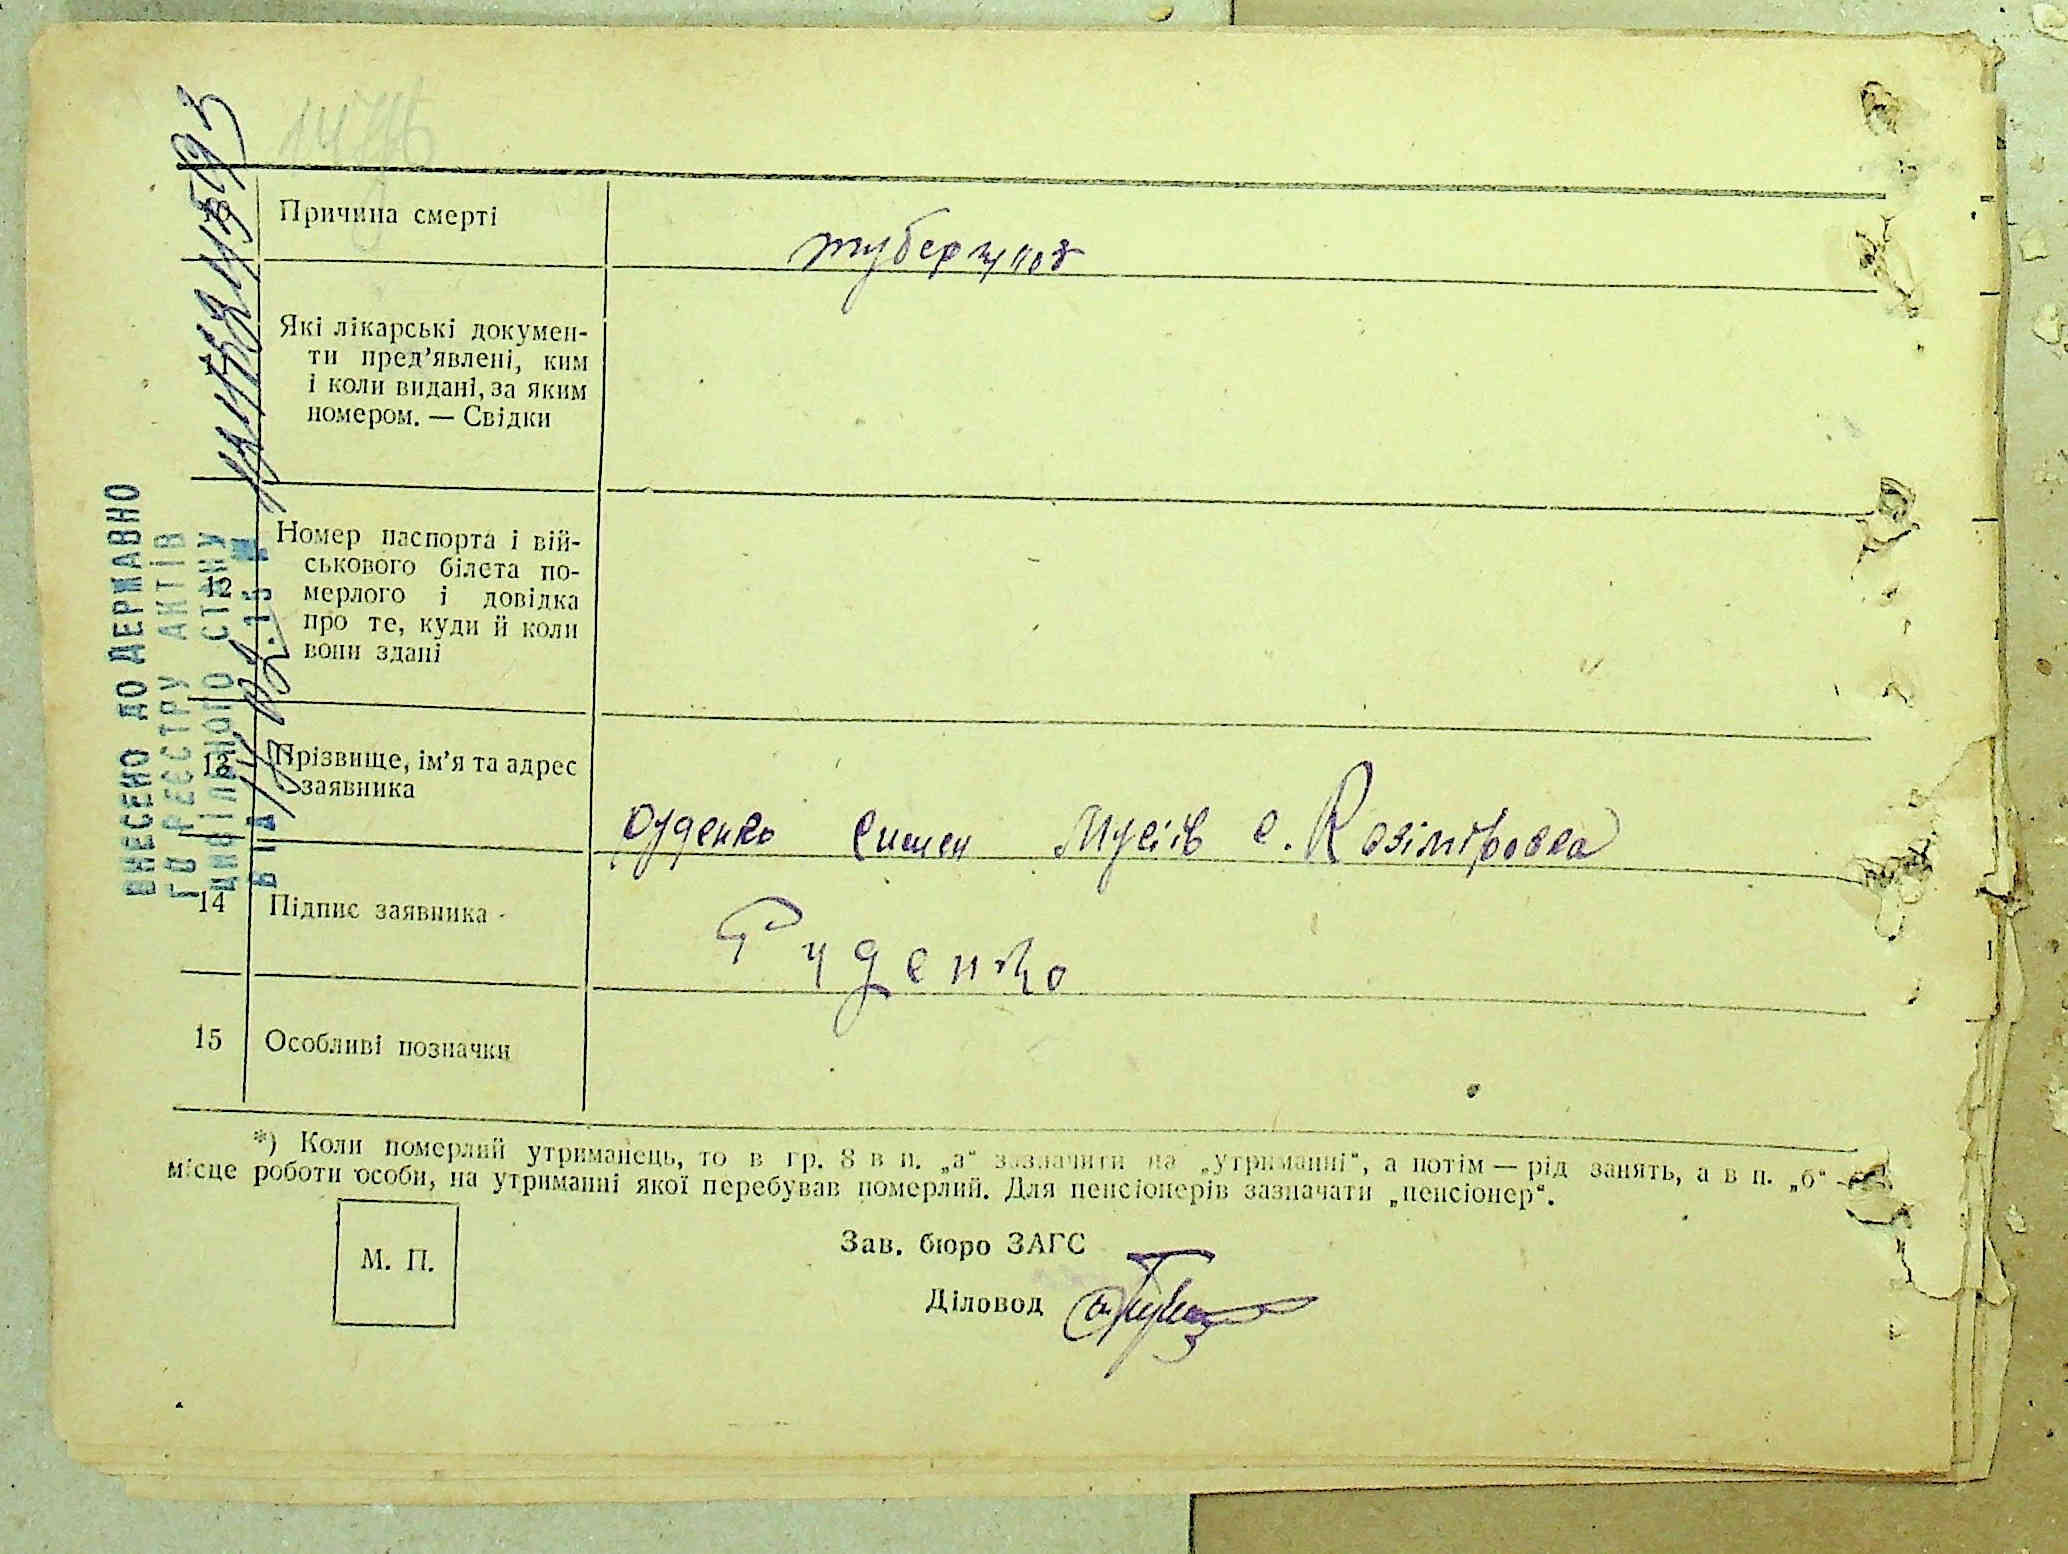 Причина смерті
Які лікарські документи
ти пред’явлені, ким
і коли видані, за яким
номером. — Свідки
12
Номер паспорта і вій-
ськового білета по-
мерлого і довідка
про те, куди й коли
вони здані
13
Прізвище, ім’я та адрес
заявника
руденко Мусіїв с.
14
Підпис заявника
Руденко
15
Особливі позначки
*) Коли померлий утриманець, то в гр. 8 в п. „а“ зазначити на „утриманні“, а потім — рід занять, а в п. „б“ —
місце роботи особи, на утриманні якої перебував померлий. Для пенсіонерів зазначати „пенсіонер“.
М. П.
Зав. бюро ЗАГС
Діловод
ВНЕСЕНО ДО ДЕРЖАВНО
ГО РЕЄСТРУ АКТІВ
ЦИВІЛЬНОГО СТАНУ
ВІД